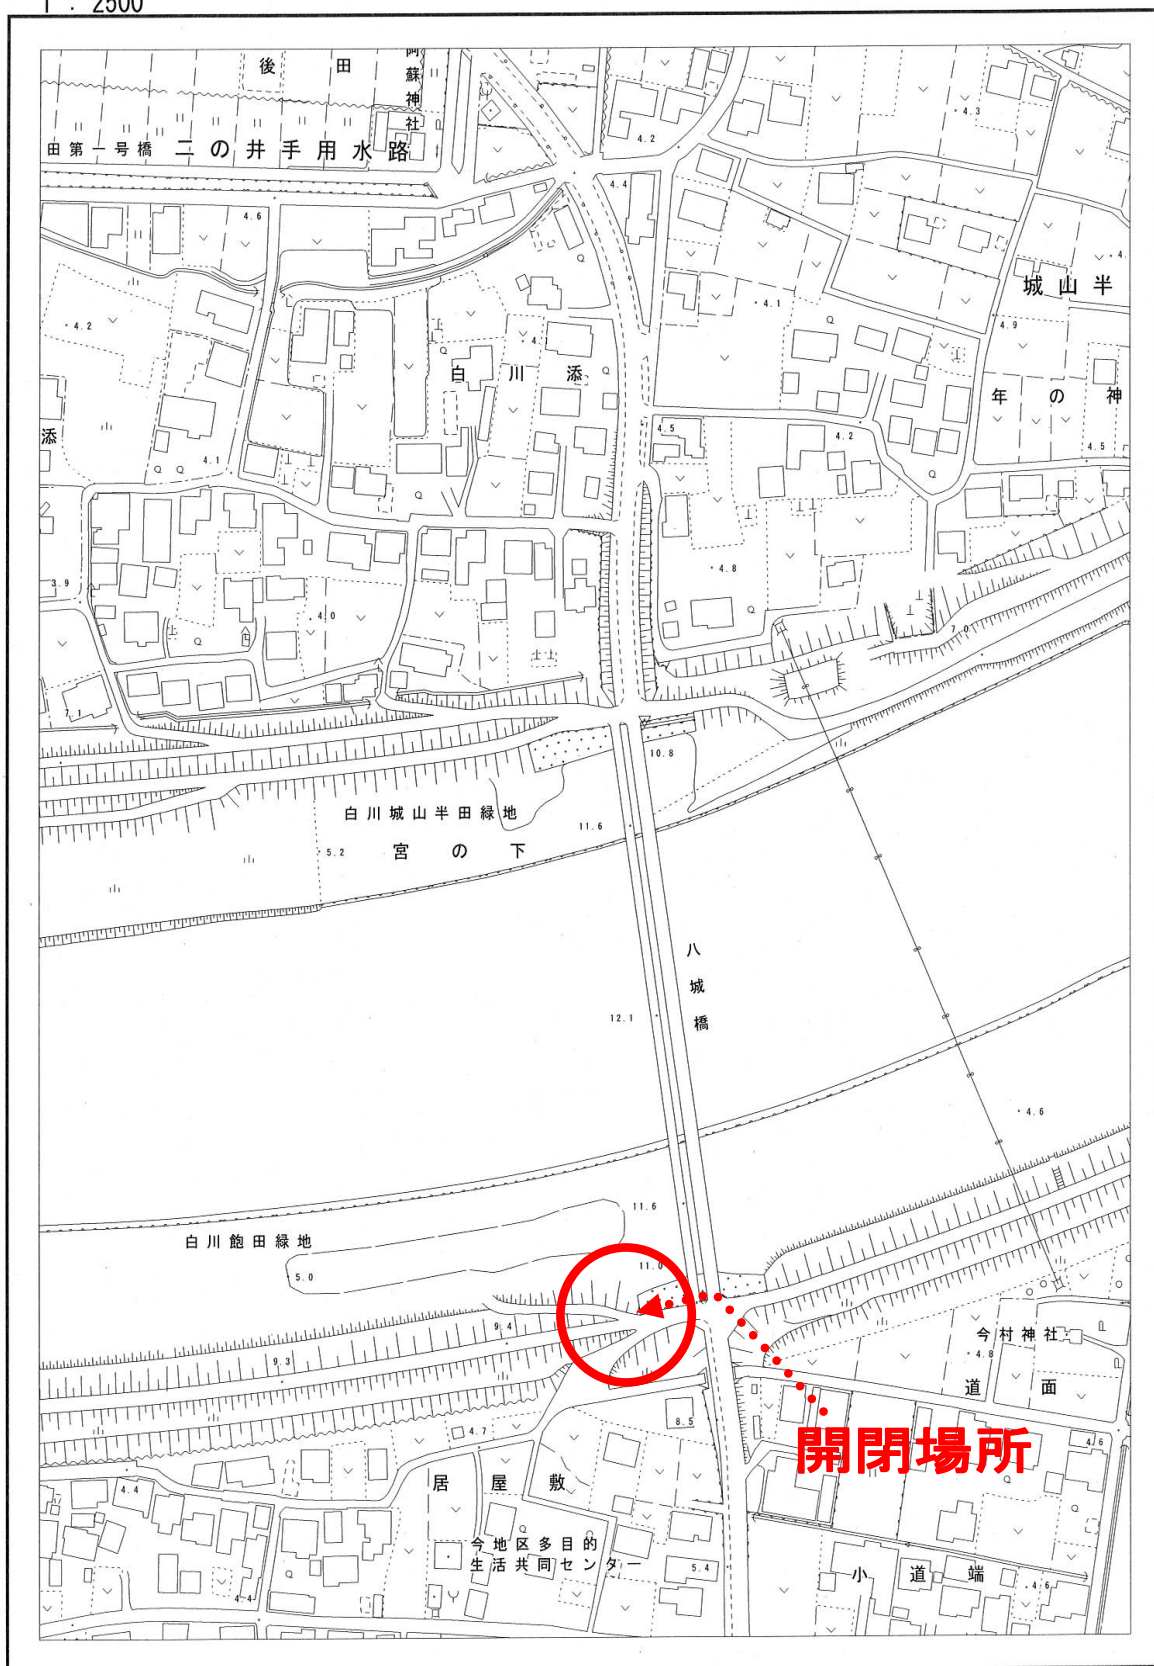 1 : 2500
後田
阿蘇神社
田第一号橋
二の井手用水路
4.2
4.3
4.4
4.6
城山半
4.1
4.2
4.9
4.1
白川添
年の神
添
4.5
4.2
4.5
4.1
4.8
3.9
4.0
7.0
7.1
10.8
白川城山半田緑地
11.6
宮の下
5.2
八城橋
12.1
4.6
11.6
白川飽田緑地
11.0
5.0
9.4
今村神社
9.3
4.8
道面
8.5
開閉場所
4.7
4.6
居屋敷
4.4
今地区多目的
生活共同センター
5.4
小道端
4.6
4.4